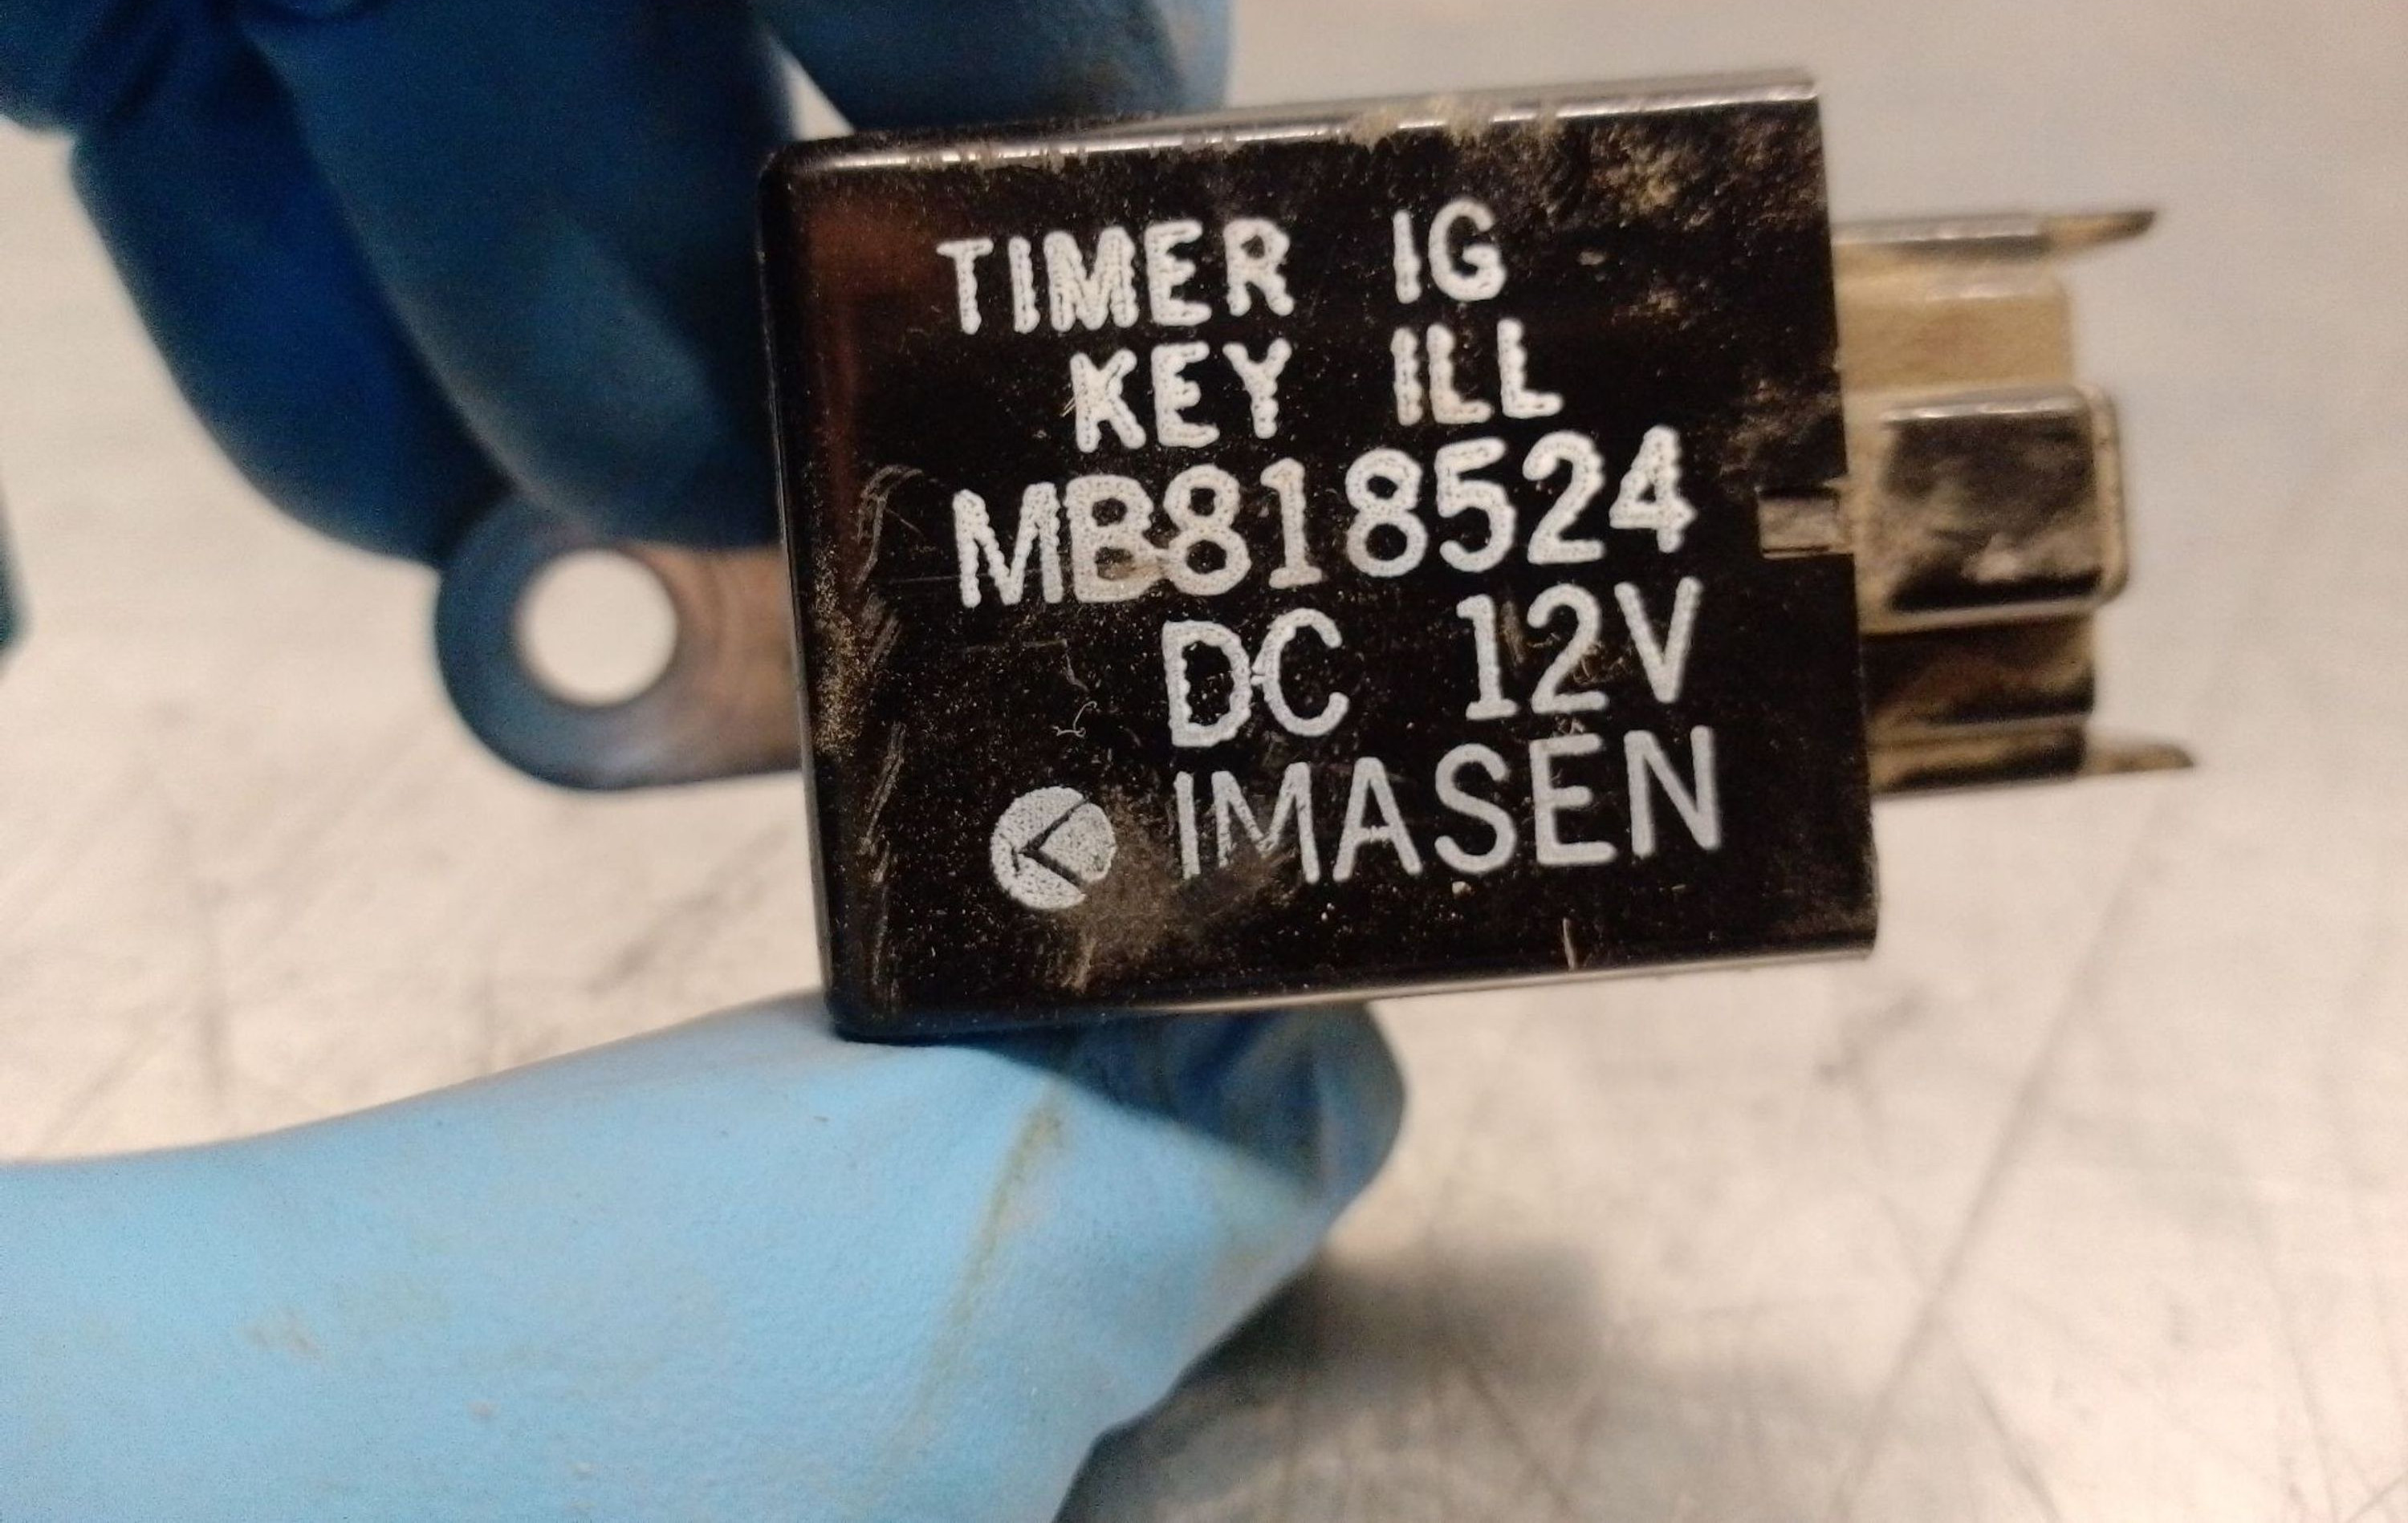 TIMER IG
KEY ILL
MB818524
DC 12V
IMASEN